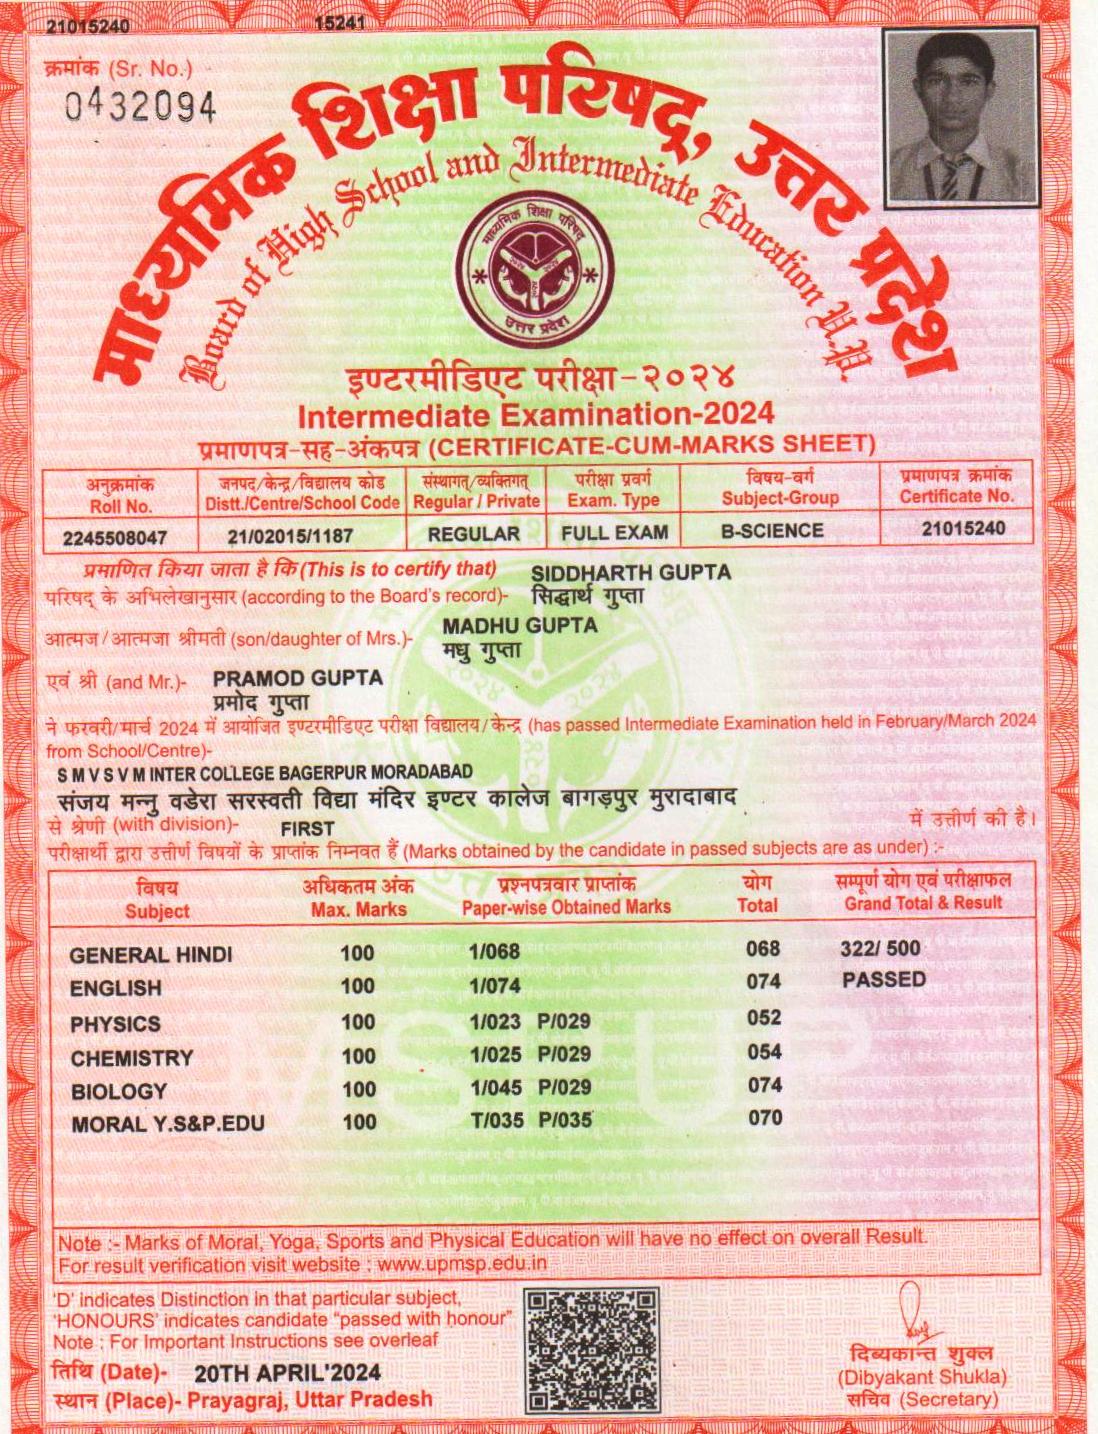 21015240 15241
क्रमांक (Sr. No.)
0432094
माध्यमिक शिक्षा परिषद्, उत्तर प्रदेश
Board of High School and Intermediate Education U.P.
माध्यमिक शिक्षा परिषद्
उत्तर प्रदेश
इण्टरमीडिएट परीक्षा-२०२४
Intermediate Examination-2024
प्रमाणपत्र-सह-अंकपत्र (CERTIFICATE-CUM-MARKS SHEET)
अनुक्रमांक जनपद/केन्द्र/विद्यालय कोड संस्थागत्/व्यक्तिगत् परीक्षा प्रवर्ग विषय-वर्ग प्रमाणपत्र क्रमांक
Roll No. Distt./Centre/School Code Regular / Private Exam. Type Subject-Group Certificate No.
2245508047 21/02015/1187 REGULAR FULL EXAM B-SCIENCE 21015240
प्रमाणित किया जाता है कि (This is to certify that) SIDDHARTH GUPTA
परिषद् के अभिलेखानुसार (according to the Board's record)- सिद्धार्थ गुप्ता
आत्मज/आत्मजा श्रीमती (son/daughter of Mrs.)- MADHU GUPTA
मधु गुप्ता
एवं श्री (and Mr.)- PRAMOD GUPTA
प्रमोद गुप्ता
ने फरवरी/मार्च 2024 में आयोजित इण्टरमीडिएट परीक्षा विद्यालय/केन्द्र (has passed Intermediate Examination held in February/March 2024
from School/Centre)-
S M V S V M INTER COLLEGE BAGERPUR MORADABAD
संजय मन्नु वडेरा सरस्वती विद्या मंदिर इण्टर कालेज बागड़पुर मुरादाबाद
से श्रेणी (with division)- FIRST में उत्तीर्ण की है।
परीक्षार्थी द्वारा उत्तीर्ण विषयों के प्राप्तांक निम्नवत हैं (Marks obtained by the candidate in passed subjects are as under) :-
विषय अधिकतम अंक प्रश्नपत्रवार प्राप्तांक योग सम्पूर्ण योग एवं परीक्षाफल
Subject Max. Marks Paper-wise Obtained Marks Total Grand Total & Result
GENERAL HINDI 100 1/068 068 322/ 500
ENGLISH 100 1/074 074 PASSED
PHYSICS 100 1/023 P/029 052
CHEMISTRY 100 1/025 P/029 054
BIOLOGY 100 1/045 P/029 074
MORAL Y.S&P.EDU 100 T/035 P/035 070
Note :- Marks of Moral, Yoga, Sports and Physical Education will have no effect on overall Result.
For result verification visit website : www.upmsp.edu.in
'D' indicates Distinction in that particular subject,
'HONOURS' indicates candidate "passed with honour"
Note : For Important Instructions see overleaf
तिथि (Date)- 20TH APRIL'2024
स्थान (Place)- Prayagraj, Uttar Pradesh
दिब्यकान्त शुक्ल
(Dibyakant Shukla)
सचिव (Secretary)